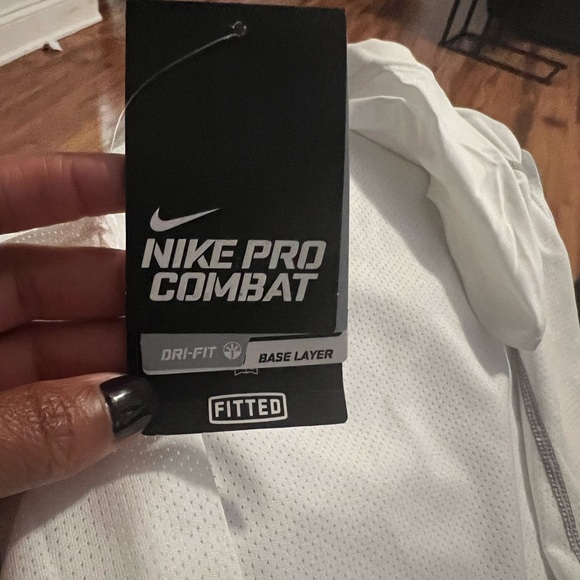 NIKE PRO
COMBAT
DRI-FIT BASE LAYER
FITTED